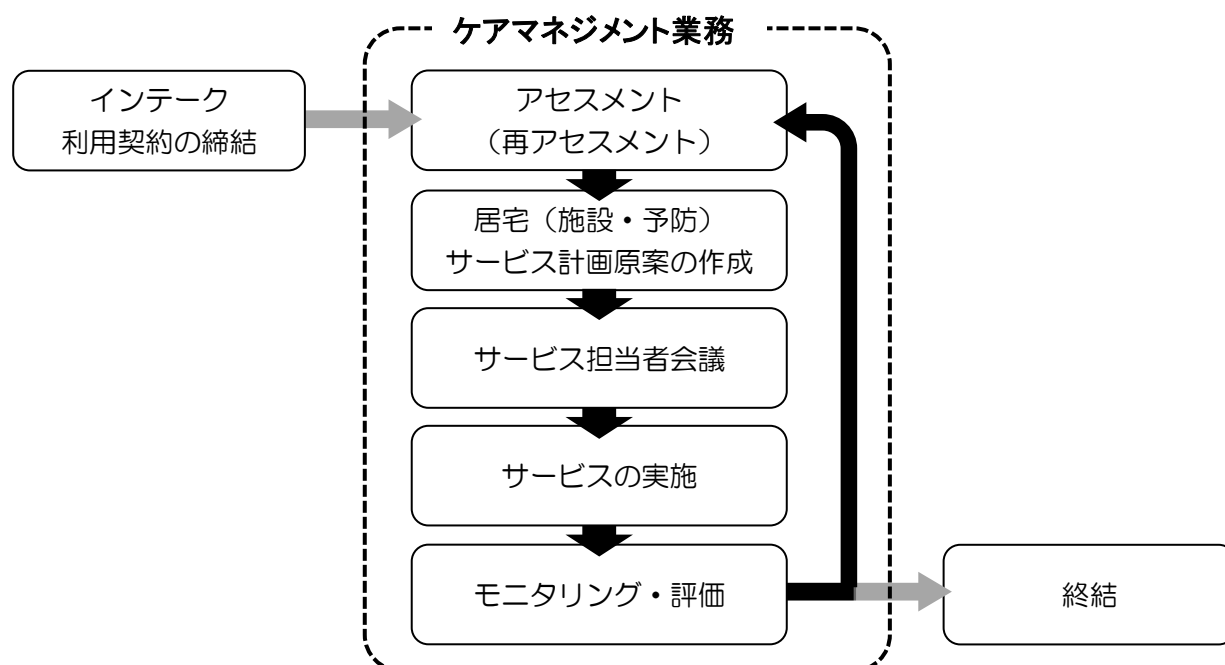 ケアマネジメント業務
インテーク
利用契約の締結
アセスメント
（再アセスメント）
居宅（施設・予防）
サービス計画原案の作成
サービス担当者会議
サービスの実施
モニタリング・評価
終結